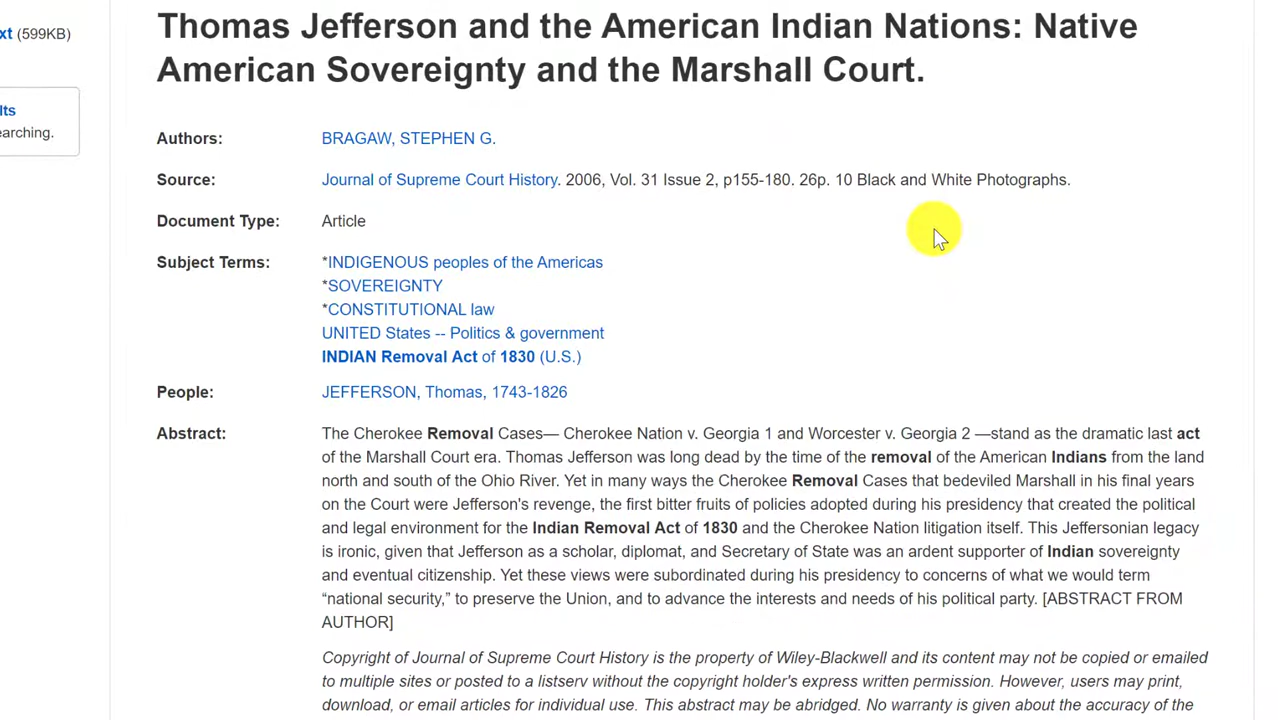 Thomas Jefferson and the American Indian Nations: Native
American Sovereignty and the Marshall Court.
xt (599KB)
lts
earching.
Authors: BRAGAW, STEPHEN G.
Source: Journal of Supreme Court History. 2006, Vol. 31 Issue 2, p155-180. 26p. 10 Black and White Photographs.
Document Type: Article
Subject Terms: *INDIGENOUS peoples of the Americas
*SOVEREIGNTY
*CONSTITUTIONAL law
UNITED States -- Politics & government
INDIAN Removal Act of 1830 (U.S.)
People: JEFFERSON, Thomas, 1743-1826
Abstract: The Cherokee Removal Cases— Cherokee Nation v. Georgia 1 and Worcester v. Georgia 2 —stand as the dramatic last act
of the Marshall Court era. Thomas Jefferson was long dead by the time of the removal of the American Indians from the land
north and south of the Ohio River. Yet in many ways the Cherokee Removal Cases that bedeviled Marshall in his final years
on the Court were Jefferson's revenge, the first bitter fruits of policies adopted during his presidency that created the political
and legal environment for the Indian Removal Act of 1830 and the Cherokee Nation litigation itself. This Jeffersonian legacy
is ironic, given that Jefferson as a scholar, diplomat, and Secretary of State was an ardent supporter of Indian sovereignty
and eventual citizenship. Yet these views were subordinated during his presidency to concerns of what we would term
“national security,” to preserve the Union, and to advance the interests and needs of his political party. [ABSTRACT FROM
AUTHOR]
Copyright of Journal of Supreme Court History is the property of Wiley-Blackwell and its content may not be copied or emailed
to multiple sites or posted to a listserv without the copyright holder's express written permission. However, users may print,
download, or email articles for individual use. This abstract may be abridged. No warranty is given about the accuracy of the